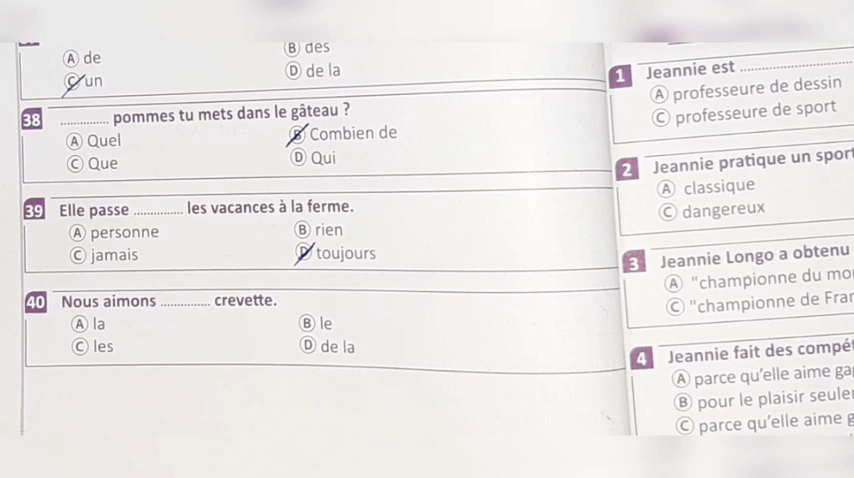 A de
B des
C un
D de la
38 ............ pommes tu mets dans le gâteau ?
A Quel
B Combien de
C Que
D Qui
39 Elle passe ............ les vacances à la ferme.
A personne
B rien
C jamais
D toujours
40 Nous aimons ............ crevette.
A la
B le
C les
D de la
1 Jeannie est ............
A professeure de dessin
C professeure de sport
2 Jeannie pratique un sport
A classique
C dangereux
3 Jeannie Longo a obtenu
A "championne du mo
C "championne de Fran
4 Jeannie fait des compét
A parce qu'elle aime ga
B pour le plaisir seule
C parce qu'elle aime g